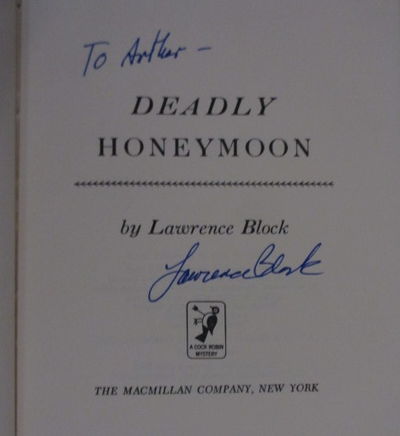 To Arthur –
DEADLY
HONEYMOON
by Lawrence Block
Lawrence Block
A COCK ROBIN
MYSTERY
THE MACMILLAN COMPANY, NEW YORK